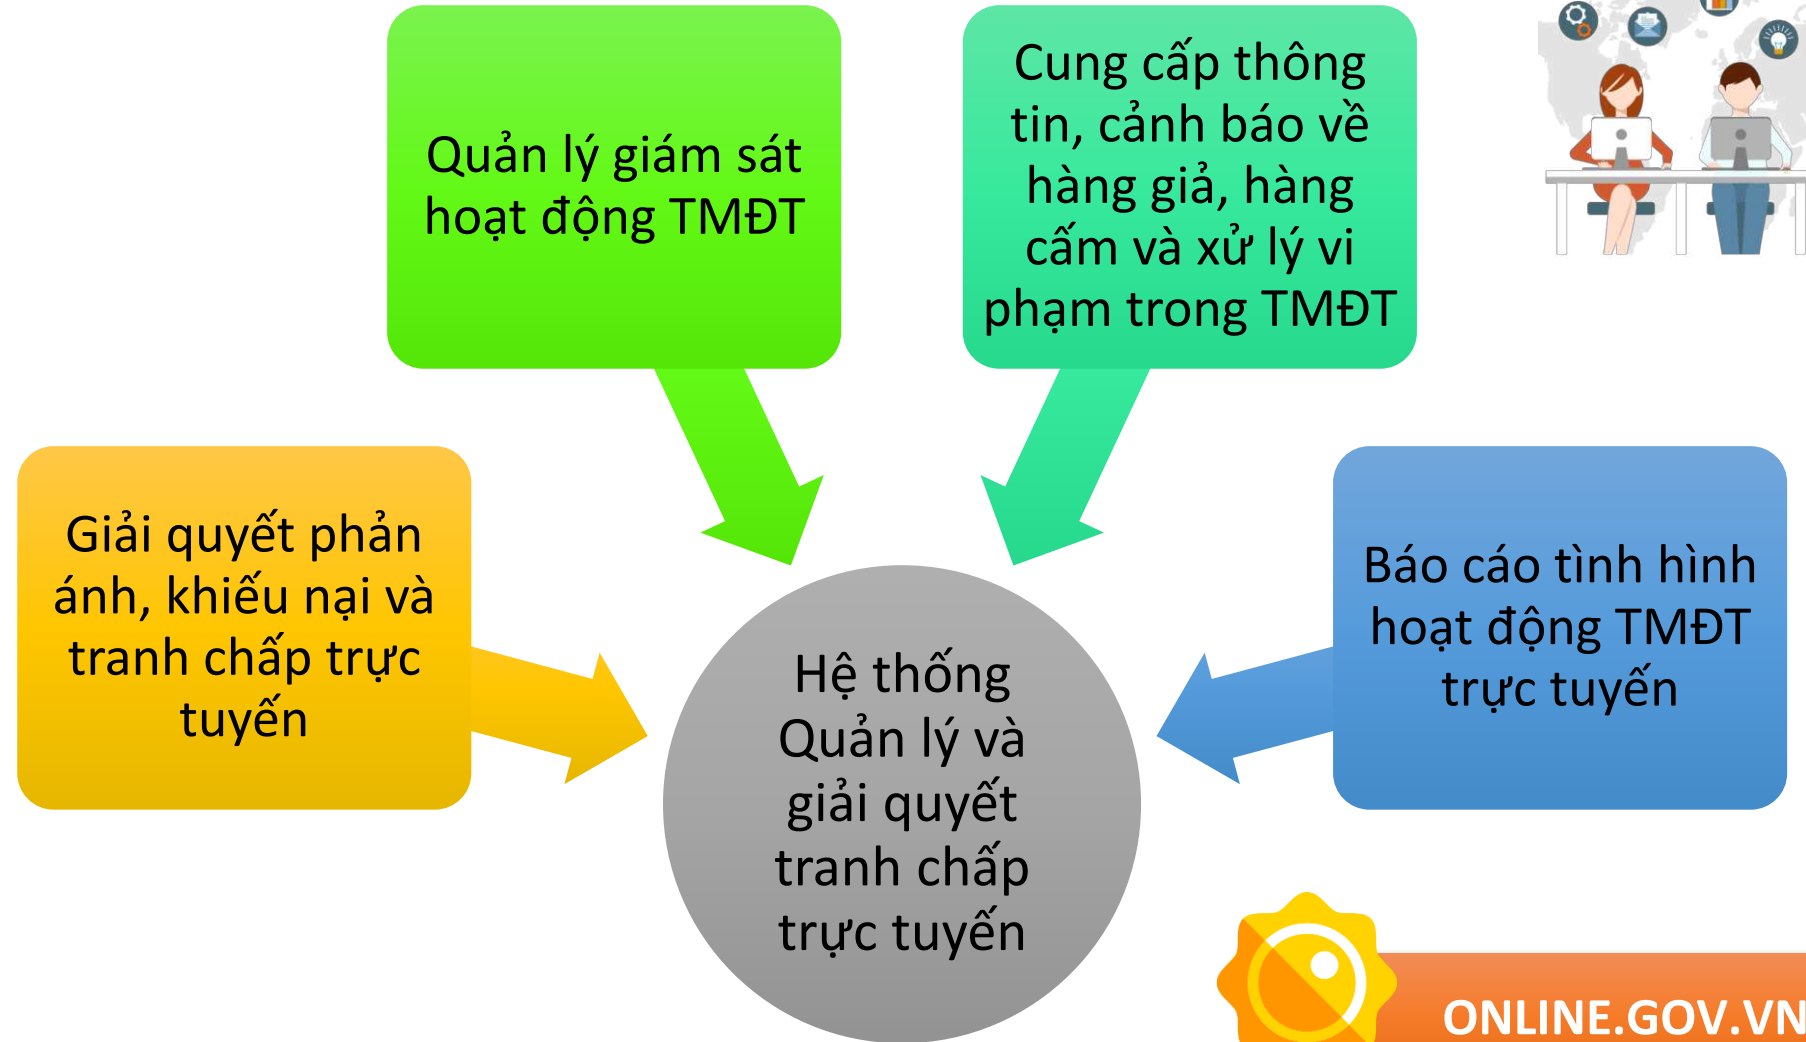 Quản lý giám sát
hoạt động TMĐT
Cung cấp thông
tin, cảnh báo về
hàng giả, hàng
cấm và xử lý vi
phạm trong TMĐT
Giải quyết phản
ánh, khiếu nại và
tranh chấp trực
tuyến
Báo cáo tình hình
hoạt động TMĐT
trực tuyến
Hệ thống
Quản lý và
giải quyết
tranh chấp
trực tuyến
ONLINE.GOV.VN